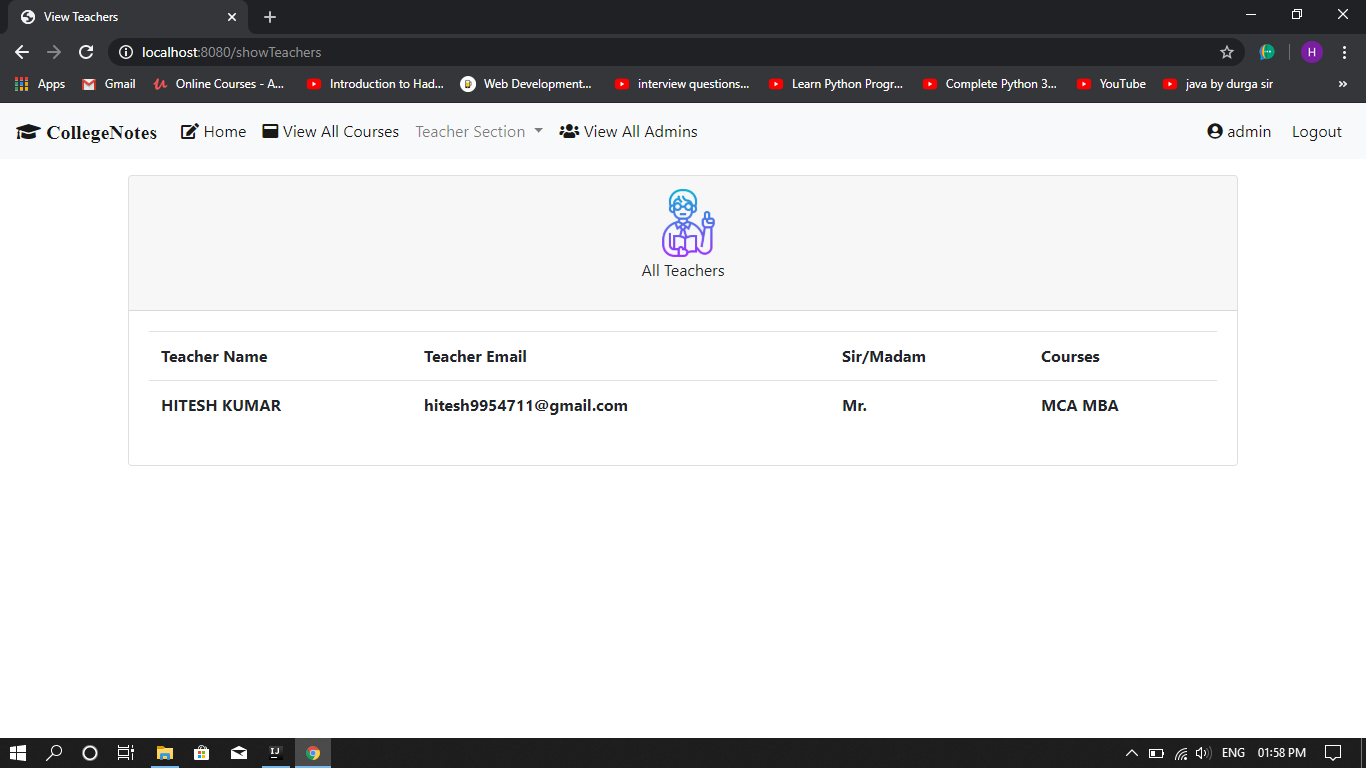 View Teachers
localhost:8080/showTeachers
H
Apps Gmail Online Courses - A... Introduction to Had... Web Development... interview questions... Learn Python Progr... Complete Python 3... YouTube java by durga sir »
CollegeNotes Home View All Courses Teacher Section View All Admins admin Logout
All Teachers
Teacher Name Teacher Email Sir/Madam Courses
HITESH KUMAR hitesh9954711@gmail.com Mr. MCA MBA
IJ ENG 01:58 PM